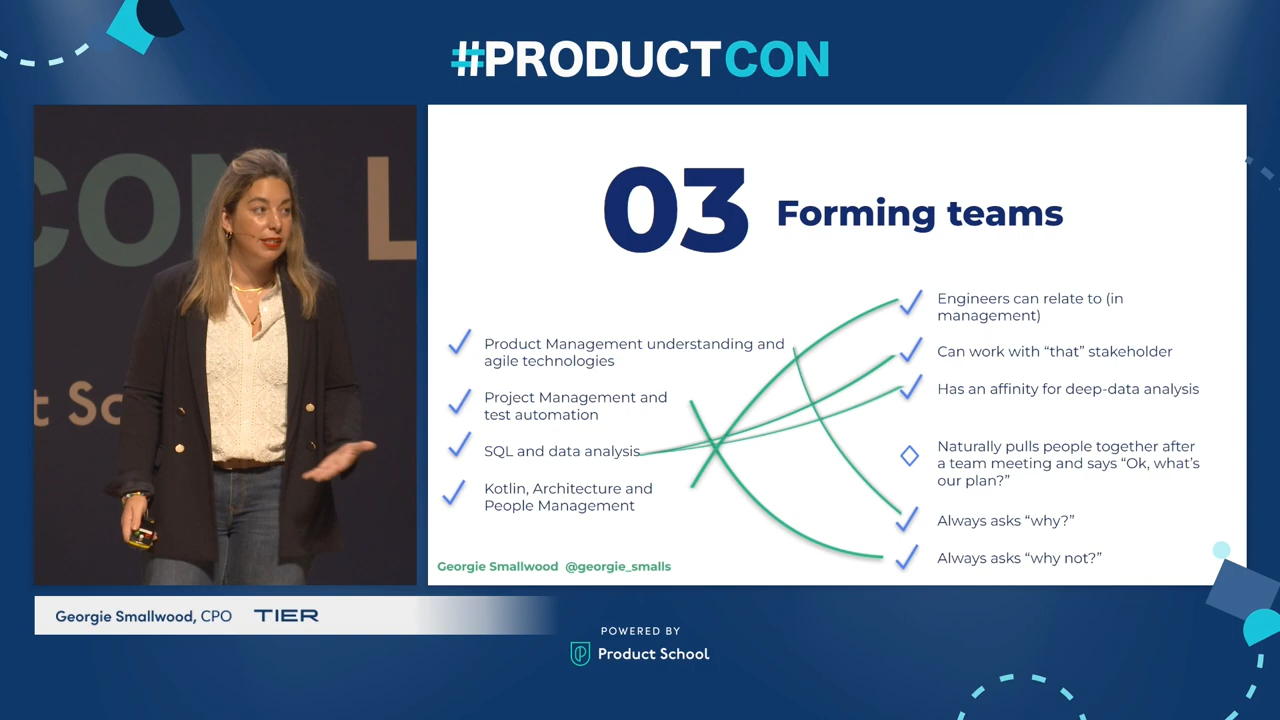 #PRODUCTCON
CON
L
t Sc
03 Forming teams
Product Management understanding and
agile technologies
Project Management and
test automation
SQL and data analysis
Kotlin, Architecture and
People Management
Engineers can relate to (in
management)
Can work with “that” stakeholder
Has an affinity for deep-data analysis
Naturally pulls people together after
a team meeting and says “Ok, what’s
our plan?”
Always asks “why?”
Always asks “why not?”
Georgie Smallwood @georgie_smalls
Georgie Smallwood, CPO TIER
POWERED BY
Product School